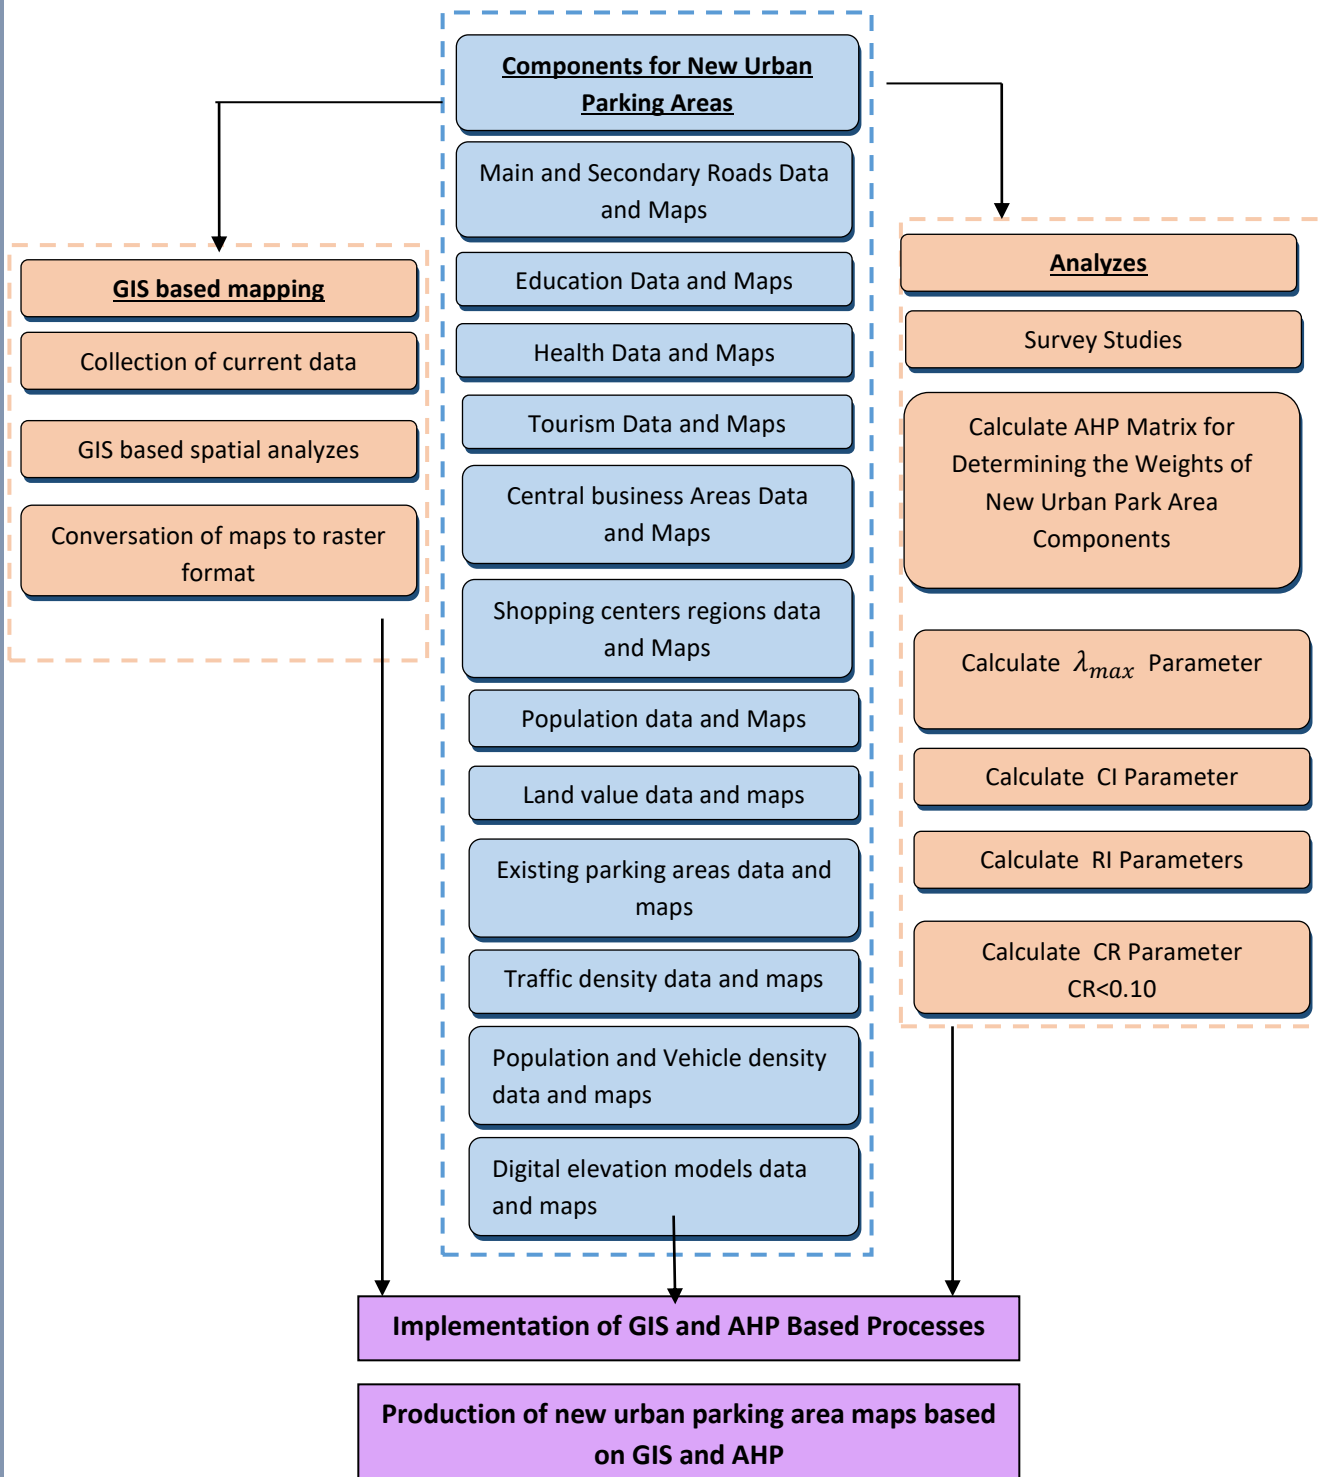 Components for New Urban
Parking Areas
Main and Secondary Roads Data
and Maps
Education Data and Maps
Health Data and Maps
Tourism Data and Maps
Central business Areas Data
and Maps
Shopping centers regions data
and Maps
Population data and Maps
Land value data and maps
Existing parking areas data and
maps
Traffic density data and maps
Population and Vehicle density
data and maps
Digital elevation models data
and maps
GIS based mapping
Collection of current data
GIS based spatial analyzes
Conversation of maps to raster
format
Analyzes
Survey Studies
Calculate AHP Matrix for
Determining the Weights of
New Urban Park Area
Components
Calculate λmax Parameter
Calculate CI Parameter
Calculate RI Parameters
Calculate CR Parameter
CR<0.10
Implementation of GIS and AHP Based Processes
Production of new urban parking area maps based
on GIS and AHP